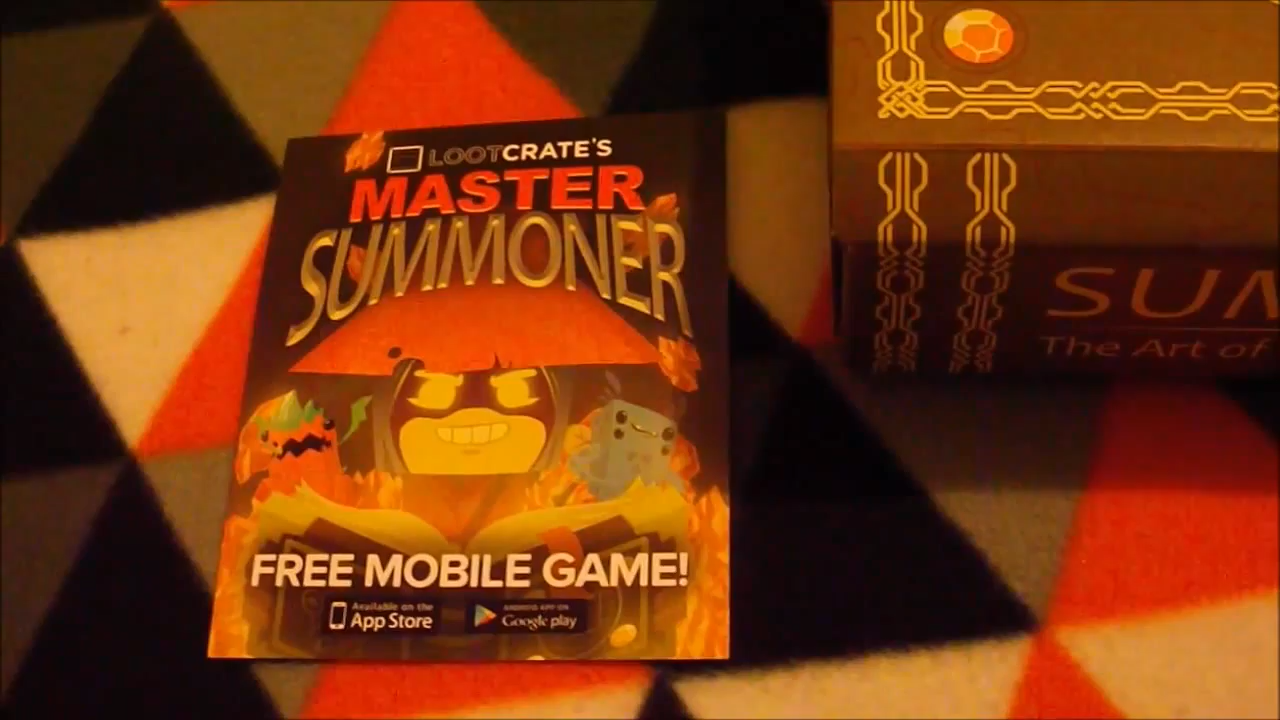 LOOTCRATE'S
MASTER
SUMMONER
FREE MOBILE GAME!
Available on the
App Store
ANDROID APP ON
Google play
The Art of